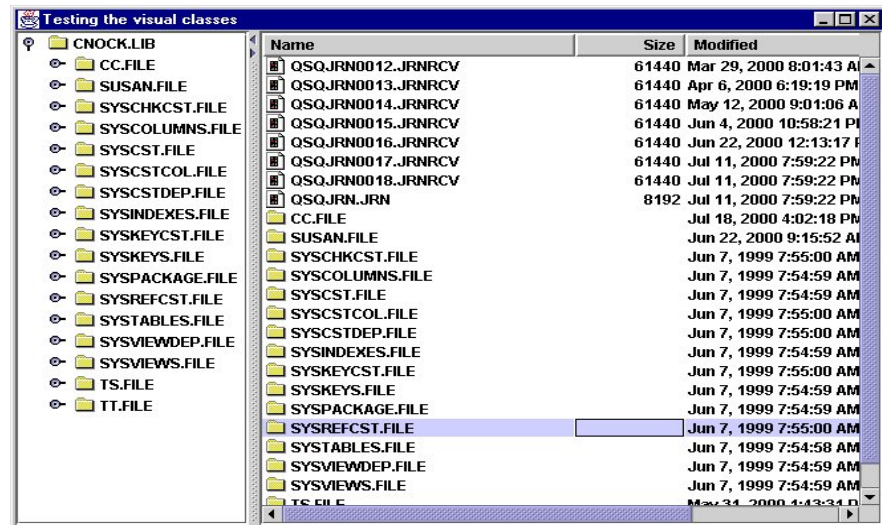 Testing the visual classes
CNOCK.LIB
CC.FILE
SUSAN.FILE
SYSCHKCST.FILE
SYSCOLUMNS.FILE
SYSCST.FILE
SYSCSTCOL.FILE
SYSCSTDEP.FILE
SYSINDEXES.FILE
SYSKEYCST.FILE
SYSKEYS.FILE
SYSPACKAGE.FILE
SYSREFCST.FILE
SYSTABLES.FILE
SYSVIEWDEP.FILE
SYSVIEWS.FILE
TS.FILE
TT.FILE
Name Size Modified
QSQJRN0012.JRNRCV 61440 Mar 29, 2000 8:01:43 A
QSQJRN0013.JRNRCV 61440 Apr 6, 2000 6:19:19 PM
QSQJRN0014.JRNRCV 61440 May 12, 2000 9:01:06 A
QSQJRN0015.JRNRCV 61440 Jun 4, 2000 10:58:21 P
QSQJRN0016.JRNRCV 61440 Jun 22, 2000 12:13:17
QSQJRN0017.JRNRCV 61440 Jul 11, 2000 7:59:22 PM
QSQJRN0018.JRNRCV 61440 Jul 11, 2000 7:59:22 PM
QSQJRN.JRN 8192 Jul 11, 2000 7:59:22 PM
CC.FILE Jul 18, 2000 4:02:18 PM
SUSAN.FILE Jun 22, 2000 9:15:52 A
SYSCHKCST.FILE Jun 7, 1999 7:55:00 AM
SYSCOLUMNS.FILE Jun 7, 1999 7:54:59 AM
SYSCST.FILE Jun 7, 1999 7:54:59 AM
SYSCSTCOL.FILE Jun 7, 1999 7:55:00 AM
SYSCSTDEP.FILE Jun 7, 1999 7:55:00 AM
SYSINDEXES.FILE Jun 7, 1999 7:54:59 AM
SYSKEYCST.FILE Jun 7, 1999 7:55:00 AM
SYSKEYS.FILE Jun 7, 1999 7:54:59 AM
SYSPACKAGE.FILE Jun 7, 1999 7:54:59 AM
SYSREFCST.FILE Jun 7, 1999 7:55:00 AM
SYSTABLES.FILE Jun 7, 1999 7:54:58 AM
SYSVIEWDEP.FILE Jun 7, 1999 7:54:59 AM
SYSVIEWS.FILE Jun 7, 1999 7:54:59 AM
TS.FILE May 31, 2000 1:43:31